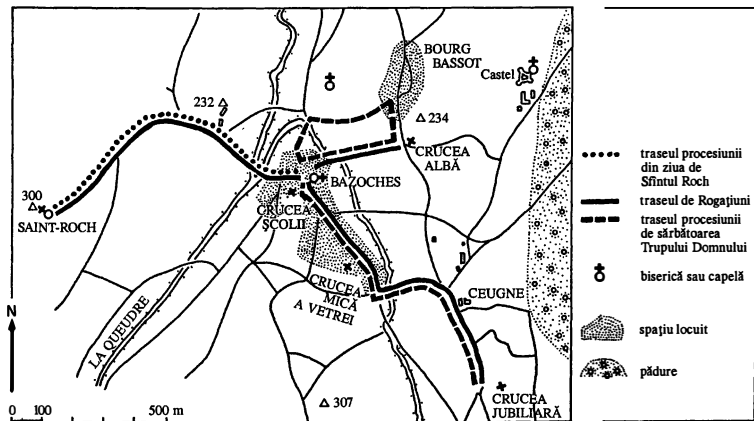 BOURG
BASSOT
Castel
232
234
CRUCEA
ALBĂ
300
SAINT-ROCH
BAZOCHES
CRUCEA
ȘCOLII
CRUCEA
MICĂ
A VETREI
CEUGNE
LA QUEUDRE
N
307
CRUCEA
JUBILIARĂ
0 100 500 m
traseul procesiunii
din ziua de
Sfîntul Roch
traseul de Rogațiuni
traseul procesiunii
de sărbătoarea
Trupului Domnului
biserică sau capelă
spațiu locuit
pădure